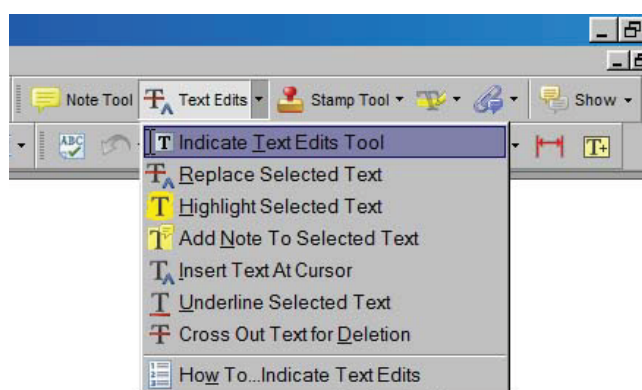 Note Tool Text Edits Stamp Tool Show
ABC T+
T Indicate Text Edits Tool
Replace Selected Text
T Highlight Selected Text
T Add Note To Selected Text
T Insert Text At Cursor
T Underline Selected Text
T Cross Out Text for Deletion
How To...Indicate Text Edits